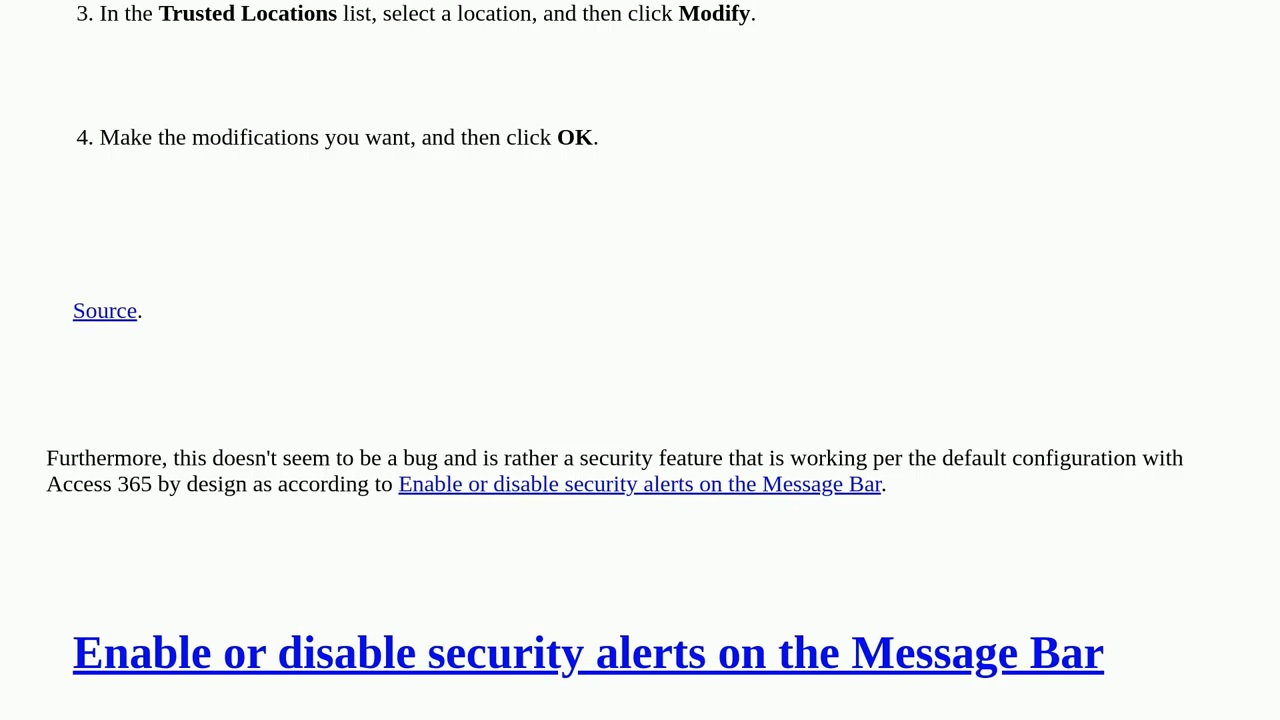 3. In the Trusted Locations list, select a location, and then click Modify.
4. Make the modifications you want, and then click OK.
Source.
Furthermore, this doesn't seem to be a bug and is rather a security feature that is working per the default configuration with
Access 365 by design as according to Enable or disable security alerts on the Message Bar.
Enable or disable security alerts on the Message Bar